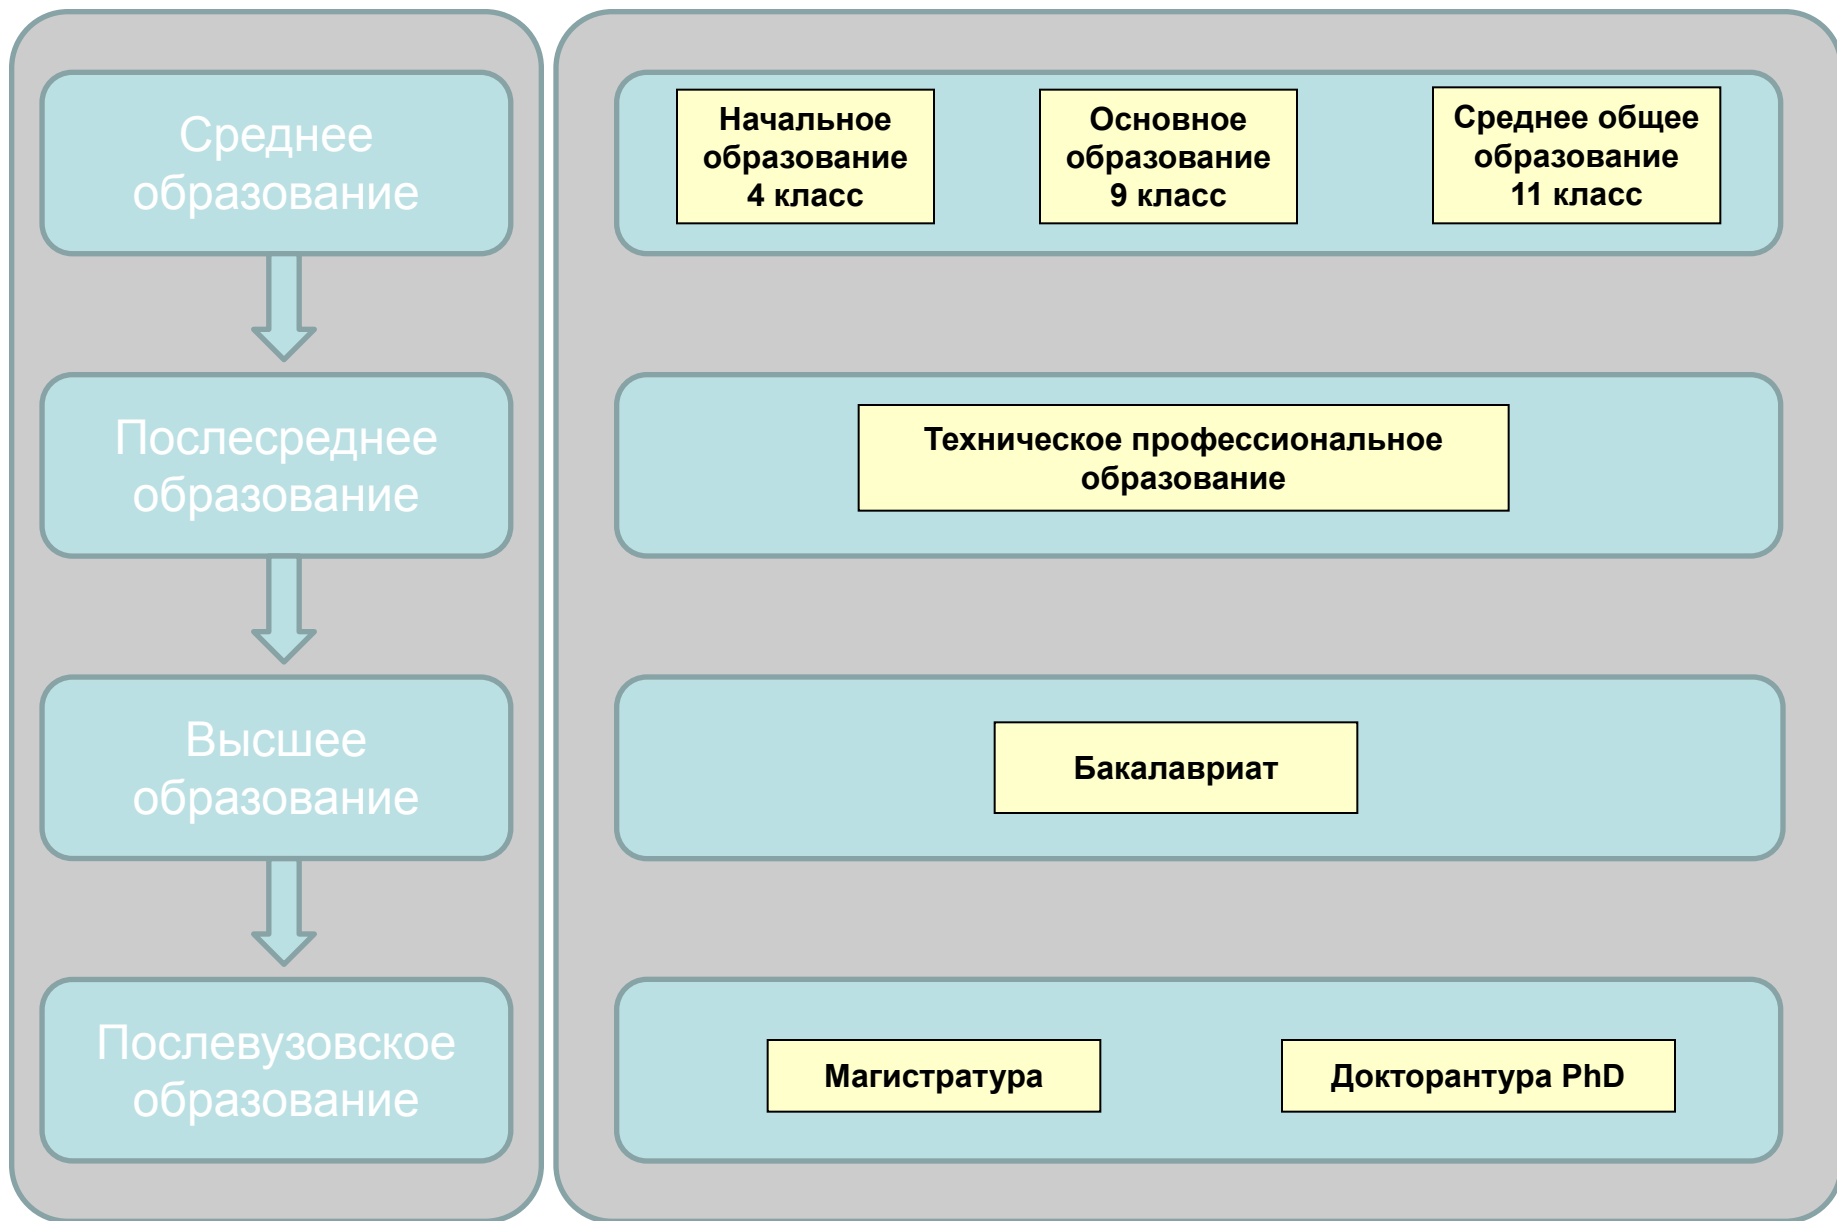 Среднее
образование
Начальное
образование
4 класс
Основное
образование
9 класс
Среднее общее
образование
11 класс
Послесреднее
образование
Техническое профессиональное
образование
Высшее
образование
Бакалавриат
Послевузовское
образование
Магистратура
Докторантура PhD